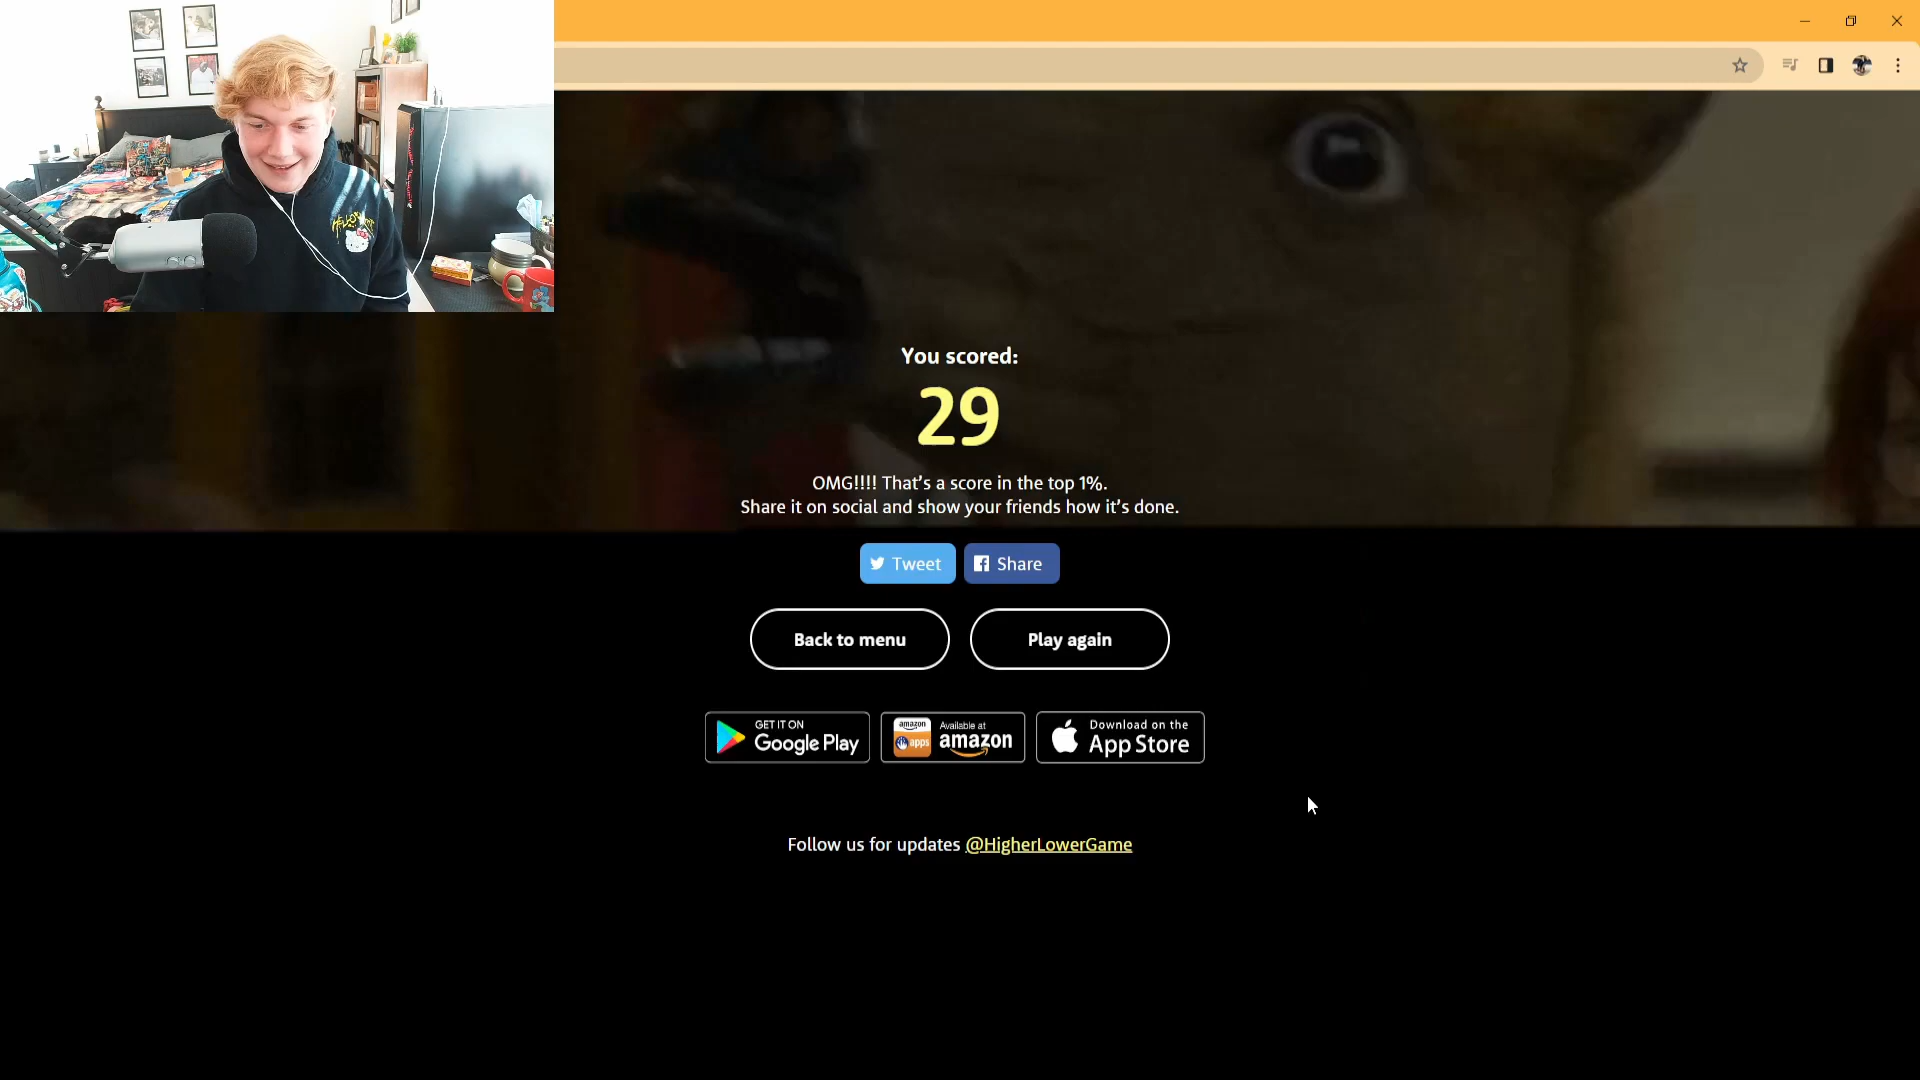 You scored:
29
OMG!!!! That's a score in the top 1%.
Share it on social and show your friends how it's done.
Tweet
Share
Back to menu
Play again
GET IT ON
Google Play
amazon
apps
Available at
amazon
Download on the
App Store
Follow us for updates @HigherLowerGame